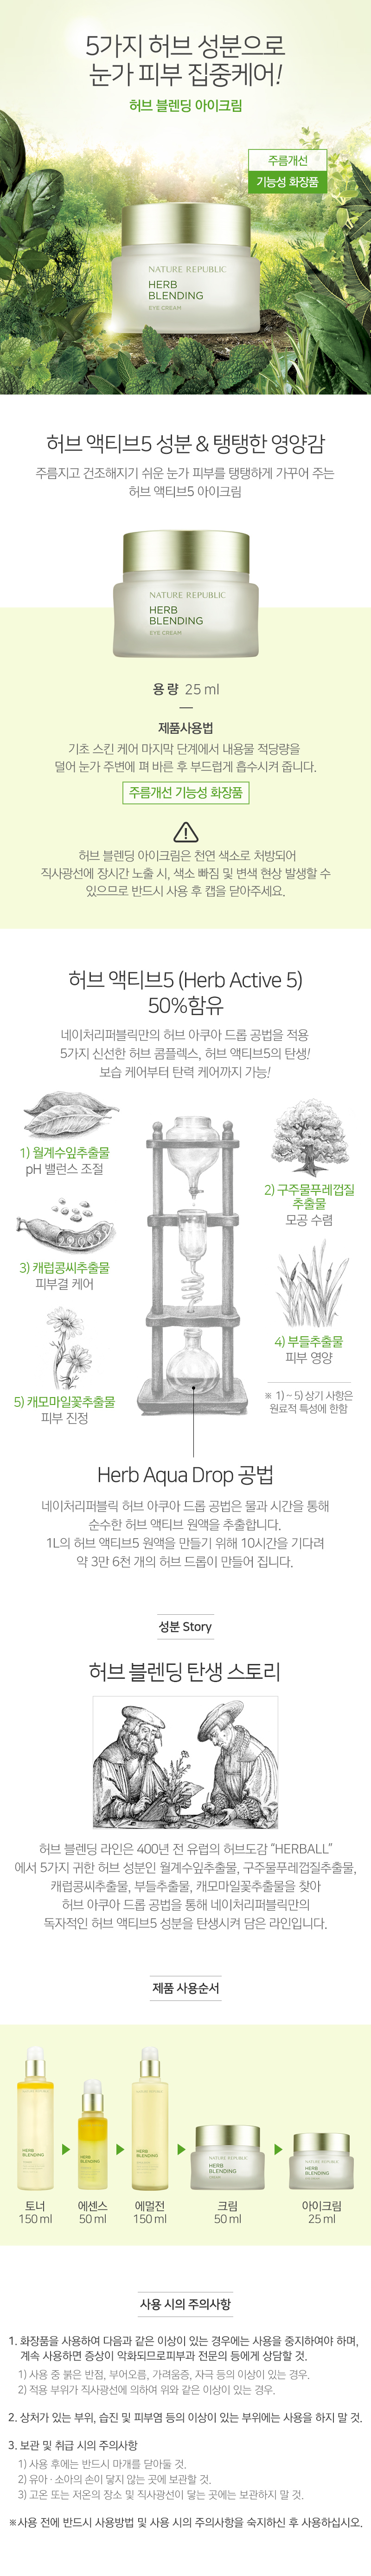 5가지 허브 성분으로
눈가 피부 집중케어!
허브 블렌딩 아이크림
주름개선
기능성 화장품
NATURE REPUBLIC
HERB
BLENDING
EYE CREAM
허브 액티브5 성분 & 탱탱한 영양감
주름지고 건조해지기 쉬운 눈가 피부를 탱탱하게 가꾸어 주는
허브 액티브5 아이크림
NATURE REPUBLIC
HERB
BLENDING
EYE CREAM
용량 25 ml
제품사용법
기초 스킨 케어 마지막 단계에서 내용물 적당량을
덜어 눈가 주변에 펴 바른 후 부드럽게 흡수시켜 줍니다.
주름개선 기능성 화장품
허브 블렌딩 아이크림은 천연 색소로 처방되어
직사광선에 장시간 노출 시, 색소 빠짐 및 변색 현상 발생할 수
있으므로 반드시 사용 후 캡을 닫아주세요.
허브 액티브5 (Herb Active 5)
50%함유
네이처리퍼블릭만의 허브 아쿠아 드롭 공법을 적용
5가지 신선한 허브 콤플렉스, 허브 액티브5의 탄생!
보습 케어부터 탄력 케어까지 가능!
1) 월계수잎추출물
pH 밸런스 조절
2) 구주물푸레껍질
추출물
모공 수렴
3) 캐럽콩씨추출물
피부결 케어
4) 부들추출물
피부 영양
5) 캐모마일꽃추출물
피부 진정
※ 1) ~ 5) 상기 사항은
원료적 특성에 한함
Herb Aqua Drop 공법
네이처리퍼블릭 허브 아쿠아 드롭 공법은 물과 시간을 통해
순수한 허브 액티브 원액을 추출합니다.
1L의 허브 액티브5 원액을 만들기 위해 10시간을 기다려
약 3만 6천 개의 허브 드롭이 만들어 집니다.
성분 Story
허브 블렌딩 탄생 스토리
허브 블렌딩 라인은 400년 전 유럽의 허브도감 “HERBALL”
에서 5가지 귀한 허브 성분인 월계수잎추출물, 구주물푸레껍질추출물,
캐럽콩씨추출물, 부들추출물, 캐모마일꽃추출물을 찾아
허브 아쿠아 드롭 공법을 통해 네이처리퍼블릭만의
독자적인 허브 액티브5 성분을 탄생시켜 담은 라인입니다.
제품 사용순서
HERB
BLENDING
HERB
BLENDING
HERB
BLENDING
NATURE REPUBLIC
HERB
BLENDING
NATURE REPUBLIC
HERB
BLENDING
토너
150 ml
에센스
50 ml
에멀전
150 ml
크림
50 ml
아이크림
25 ml
사용 시의 주의사항
1. 화장품을 사용하여 다음과 같은 이상이 있는 경우에는 사용을 중지하여야 하며,
계속 사용하면 증상이 악화되므로피부과 전문의 등에게 상담할 것.
1) 사용 중 붉은 반점, 부어오름, 가려움증, 자극 등의 이상이 있는 경우.
2) 적용 부위가 직사광선에 의하여 위와 같은 이상이 있는 경우.
2. 상처가 있는 부위, 습진 및 피부염 등의 이상이 있는 부위에는 사용을 하지 말 것.
3. 보관 및 취급 시의 주의사항
1) 사용 후에는 반드시 마개를 닫아둘 것.
2) 유아 · 소아의 손이 닿지 않는 곳에 보관할 것.
3) 고온 또는 저온의 장소 및 직사광선이 닿는 곳에는 보관하지 말 것.
※사용 전에 반드시 사용방법 및 사용 시의 주의사항을 숙지하신 후 사용하십시오.